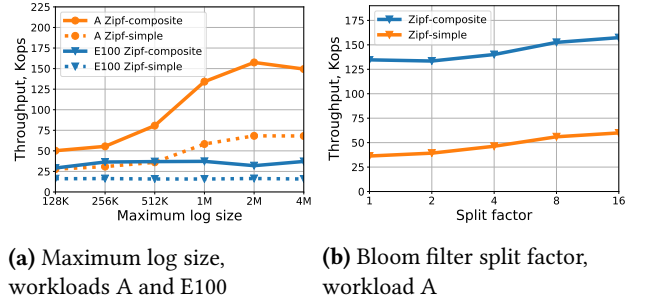 225
200
175
150
125
100
75
50
25
0
Throughput, Kops
A Zipf-composite
A Zipf-simple
E100 Zipf-composite
E100 Zipf-simple
128K 256K 512K 1M 2M 4M
Maximum log size
(a) Maximum log size,
workloads A and E100
175
150
125
100
75
50
25
0
Throughput, Kops
Zipf-composite
Zipf-simple
1 2 4 8 16
Split factor
(b) Bloom filter split factor,
workload A